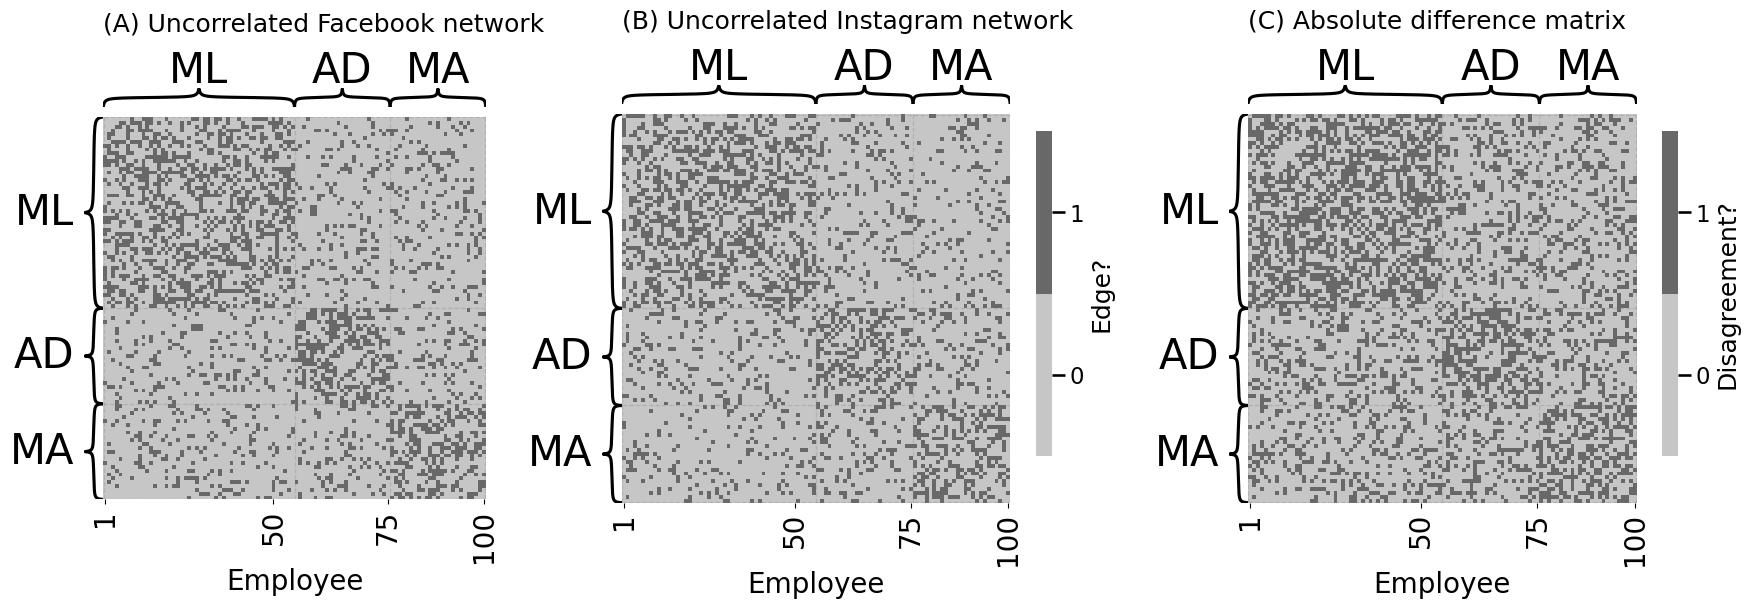 (A) Uncorrelated Facebook network
ML AD MA
ML
AD
MA
1 50 75 100
Employee
(B) Uncorrelated Instagram network
ML AD MA
ML
AD
MA
1 50 75 100
Employee
1
0
Edge?
(C) Absolute difference matrix
ML AD MA
ML
AD
MA
1 50 75 100
Employee
1
0
Disagreement?